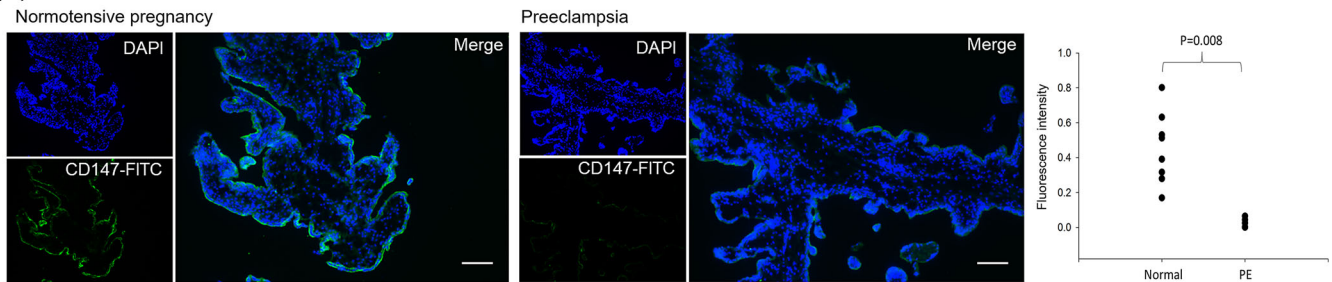 Normotensive pregnancy
DAPI
Merge
CD147-FITC
Preeclampsia
DAPI
Merge
CD147-FITC
P=0.008
Fluorescence intensity
1.0
0.8
0.6
0.4
0.2
0.0
Normal
PE